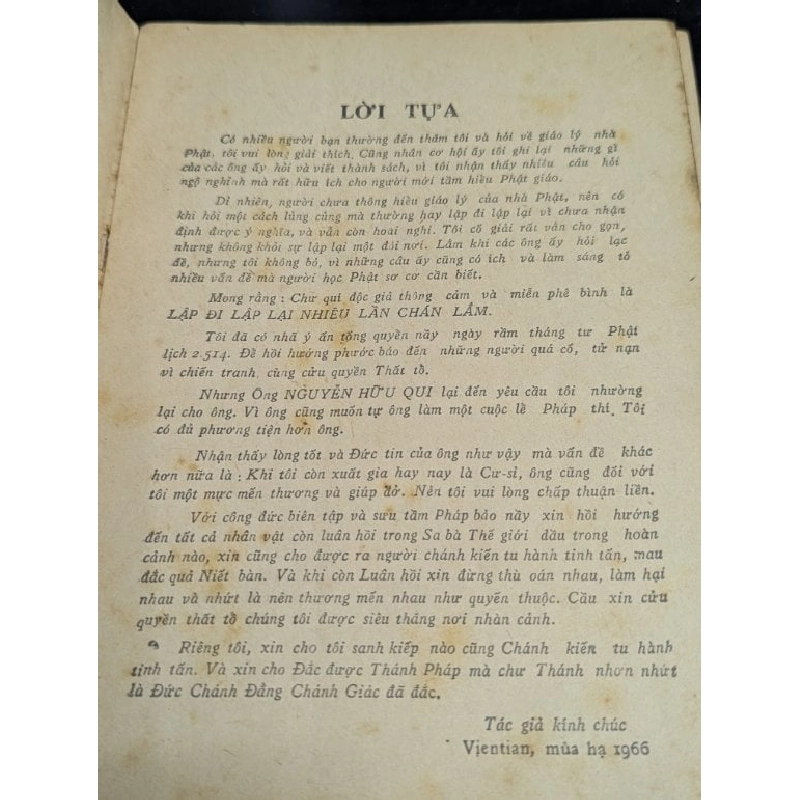 LỜI TỰA
Có nhiều người bạn thường đến thăm tôi và hỏi về giáo lý nhà
Phật, tôi vui lòng giải thích. Cũng nhân cơ hội ấy tôi ghi lại những gì
của các ông ấy hỏi và viết thành sách, vì tôi nhận thấy nhiều câu hỏi
ngộ nghĩnh mà rất hữu ích cho người mới tầm hiểu Phật giáo.
Dĩ nhiên, người chưa thông hiểu giáo lý của nhà Phật, nên có
khi hỏi một cách lủng củng mà thường hay lập đi lập lại vì chưa nhận
định được ý nghĩa, và vẫn còn hoai nghi. Tôi cố giải rất vắn cho gọn,
nhưng không khỏi sự lập lại một đôi nơi. Lắm khi các ông ấy hỏi lạc
đề, nhưng tôi không bỏ, vì những câu ấy cũng có ích và làm sáng tỏ
nhiều vấn đề mà người học Phật sơ cơ cần biết.
Mong rằng : Chư quí độc giả thông cảm và miễn phê bình là
LẬP ĐI LẬP LẠI NHIỀU LẦN CHÁN LẮM.
Tôi đã có nhã ý ấn tống quyển nầy ngày rằm tháng tư Phật
lịch 2.514. Để hồi hướng phước báo đến những người quá cố, tử nạn
vì chiến tranh, cùng cửu quyền Thất tổ.
Nhưng Ông NGUYỄN HỮU QUI lại đến yêu cầu tôi nhường
lại cho ông. Vì ông cũng muốn tự ông làm một cuộc lễ Pháp thí, Tôi
có đủ phương tiện hơn ông.
Nhận thấy lòng tốt và Đức tin của ông như vậy mà vấn đề khác
hơn nữa là : Khi tôi còn xuất gia hay nay là Cư-sĩ, ông cũng đối với
tôi một mực mến thương và giúp đở. Nên tôi vui lòng chấp thuận liền.
Với công đức biên tập và sưu tầm Pháp bảo nầy xin hồi hướng
đến tất cả nhân vật còn luân hồi trong Sa bà Thế giới dầu trong hoàn
cảnh nào, xin cũng cho được ra người chánh kiến tu hành tinh tấn, mau
đắc quả Niết bàn. Và khi còn Luân hồi xin đừng thù oán nhau, làm hại
nhau và nhứt là nên thương mến nhau như quyến thuộc. Cầu xin cửu
quyền thất tổ chúng tôi được siêu thăng nơi nhàn cảnh.
Riêng tôi, xin cho tôi sanh kiếp nào cũng Chánh kiến tu hành
tinh tấn. Và xin cho Đắc được Thánh Pháp mà chư Thánh nhơn nhứt
là Đức Chánh Đẳng Chánh Giác đã đắc.
Tác giả kính chúc
Vientian, mùa hạ 1966